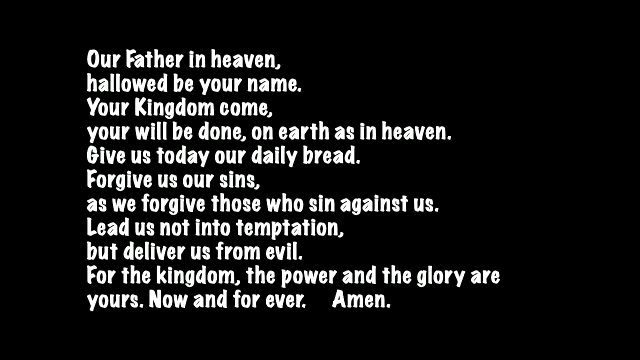 Our Father in heaven,
hallowed be your name.
Your Kingdom come,
your will be done, on earth as in heaven.
Give us today our daily bread.
Forgive us our sins,
as we forgive those who sin against us.
Lead us not into temptation,
but deliver us from evil.
For the kingdom, the power and the glory are
yours. Now and for ever. Amen.